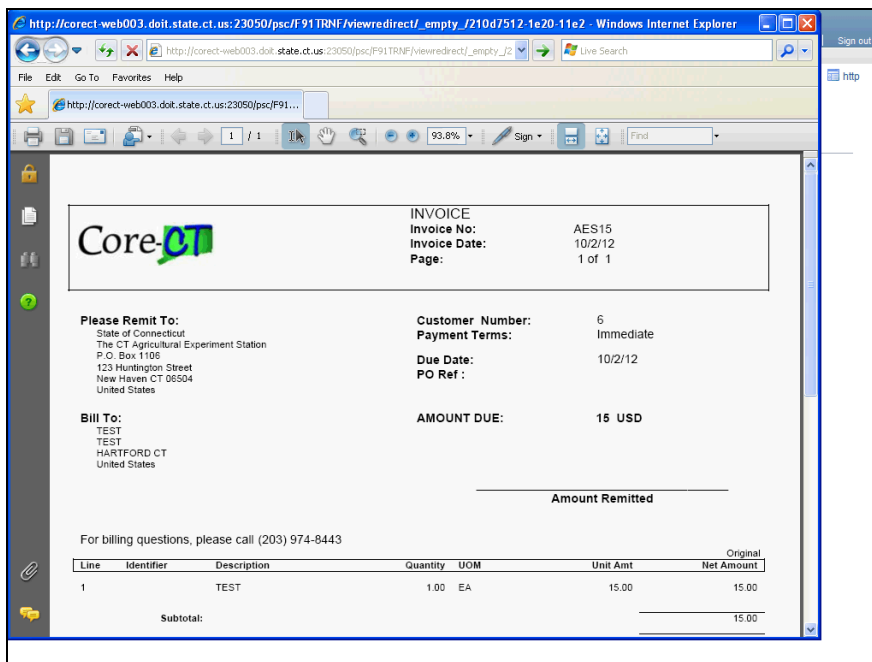 http://corect-web003.doit.state.ct.us:23050/psc/F91TRNF/viewredirect/_empty_/210d7512-1e20-11e2 - Windows Internet Explorer
Sign out
http://corect-web003.doit.state.ct.us:23050/psc/F91TRNF/viewredirect/_empty_/2
Live Search
File Edit Go To Favorites Help
http
http://corect-web003.doit.state.ct.us:23050/psc/F91...
1 / 1
93.8%
Sign
Find
Core-CT
INVOICE
Invoice No: AES15
Invoice Date: 10/2/12
Page: 1 of 1
Please Remit To:
State of Connecticut
The CT Agricultural Experiment Station
P.O. Box 1106
123 Huntington Street
New Haven CT 06504
United States
Customer Number: 6
Payment Terms: Immediate
Due Date: 10/2/12
PO Ref :
Bill To:
TEST
TEST
HARTFORD CT
United States
AMOUNT DUE: 15 USD
Amount Remitted
For billing questions, please call (203) 974-8443
Original
Line Identifier Description Quantity UOM Unit Amt Net Amount
1 TEST 1.00 EA 15.00 15.00
Subtotal: 15.00